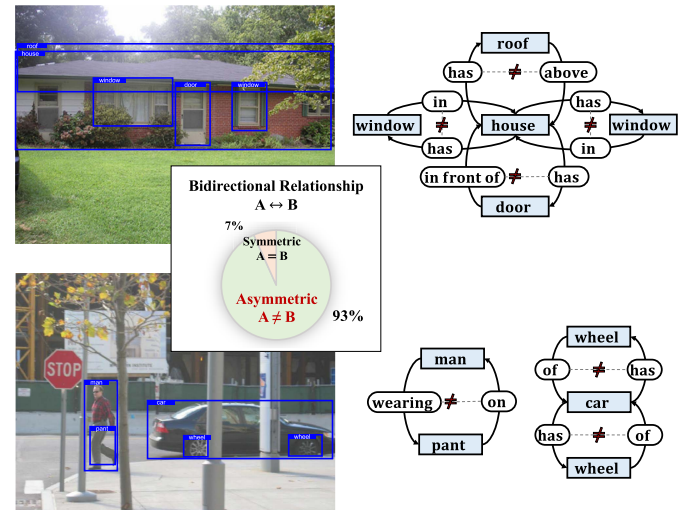 roof
house
window
door
window
roof
has
≠
above
in
has
window
≠
house
≠
window
has
in
in front of
≠
has
door
Bidirectional Relationship
A ↔ B
7%
Symmetric
A = B
Asymmetric
A ≠ B
93%
STOP
man
pant
car
wheel
wheel
man
wearing
≠
on
pant
wheel
of
≠
has
car
has
≠
of
wheel